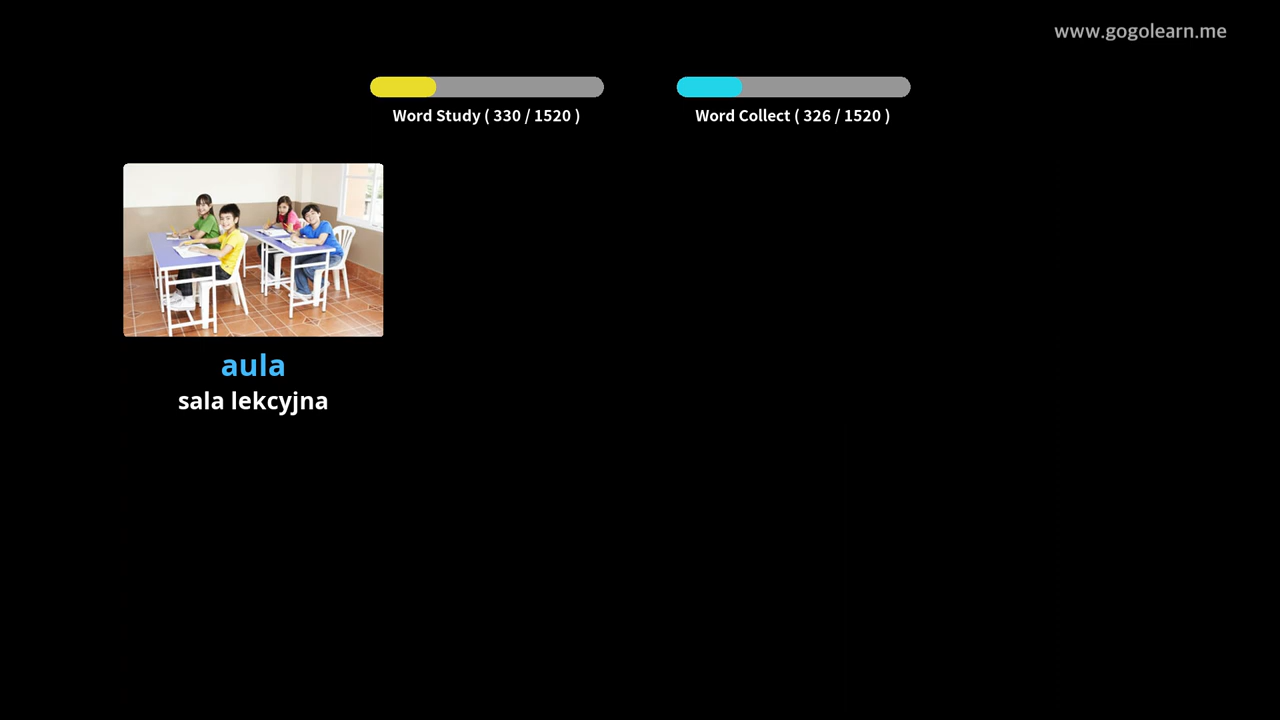 www.gogolearn.me
Word Study ( 330 / 1520 )
Word Collect ( 326 / 1520 )
aula
sala lekcyjna